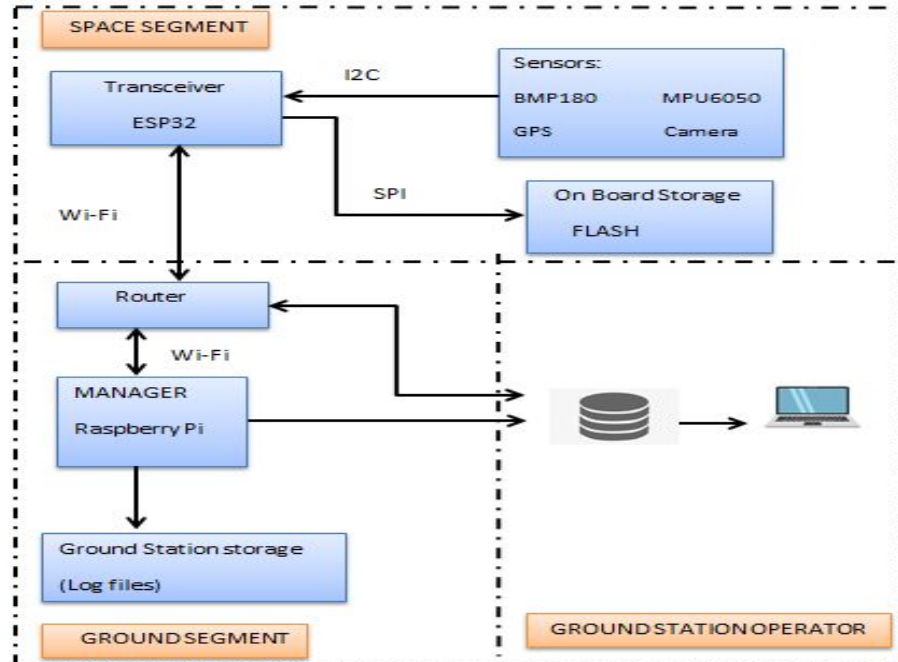 SPACE SEGMENT
Transceiver
ESP32
I2C
Sensors:
BMP180 MPU6050
GPS Camera
SPI
On Board Storage
FLASH
Wi-Fi
Router
Wi-Fi
MANAGER
Raspberry Pi
Ground Station storage
(Log files)
GROUND SEGMENT
GROUND STATION OPERATOR